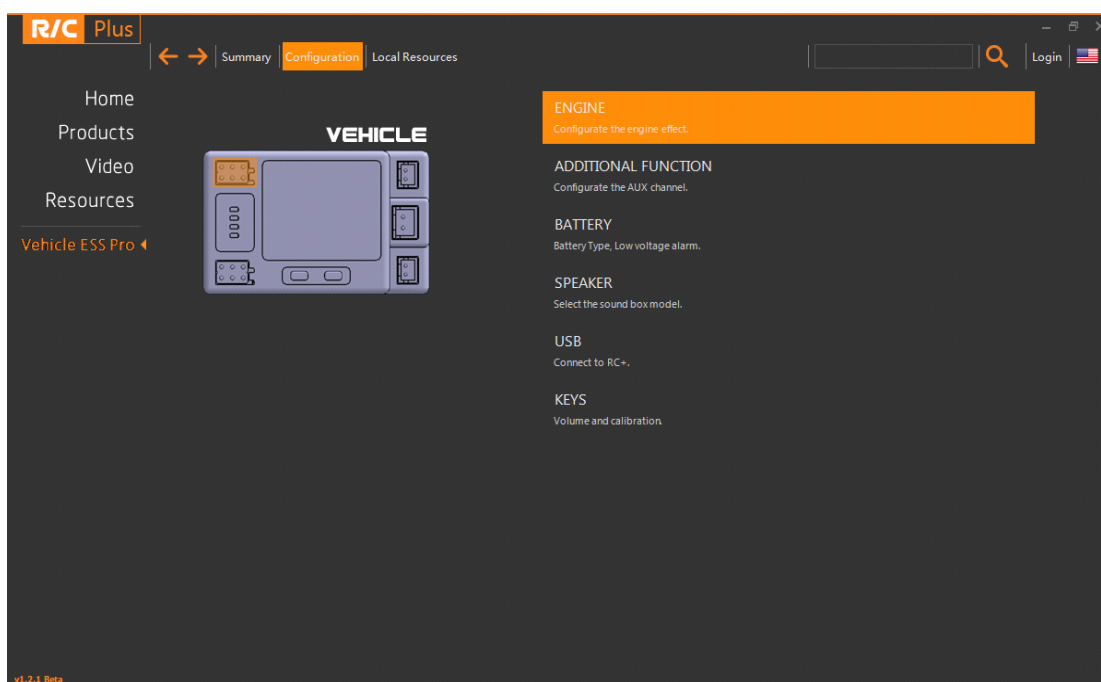 R/C Plus
Summary Configuration Local Resources Login
Home
Products
Video
Resources
Vehicle ESS Pro
VEHICLE
ENGINE
Configurate the engine effect.
ADDITIONAL FUNCTION
Configurate the AUX channel.
BATTERY
Battery Type, Low voltage alarm.
SPEAKER
Select the sound box model.
USB
Connect to RC+.
KEYS
Volume and calibration.
v1.2.1 Beta